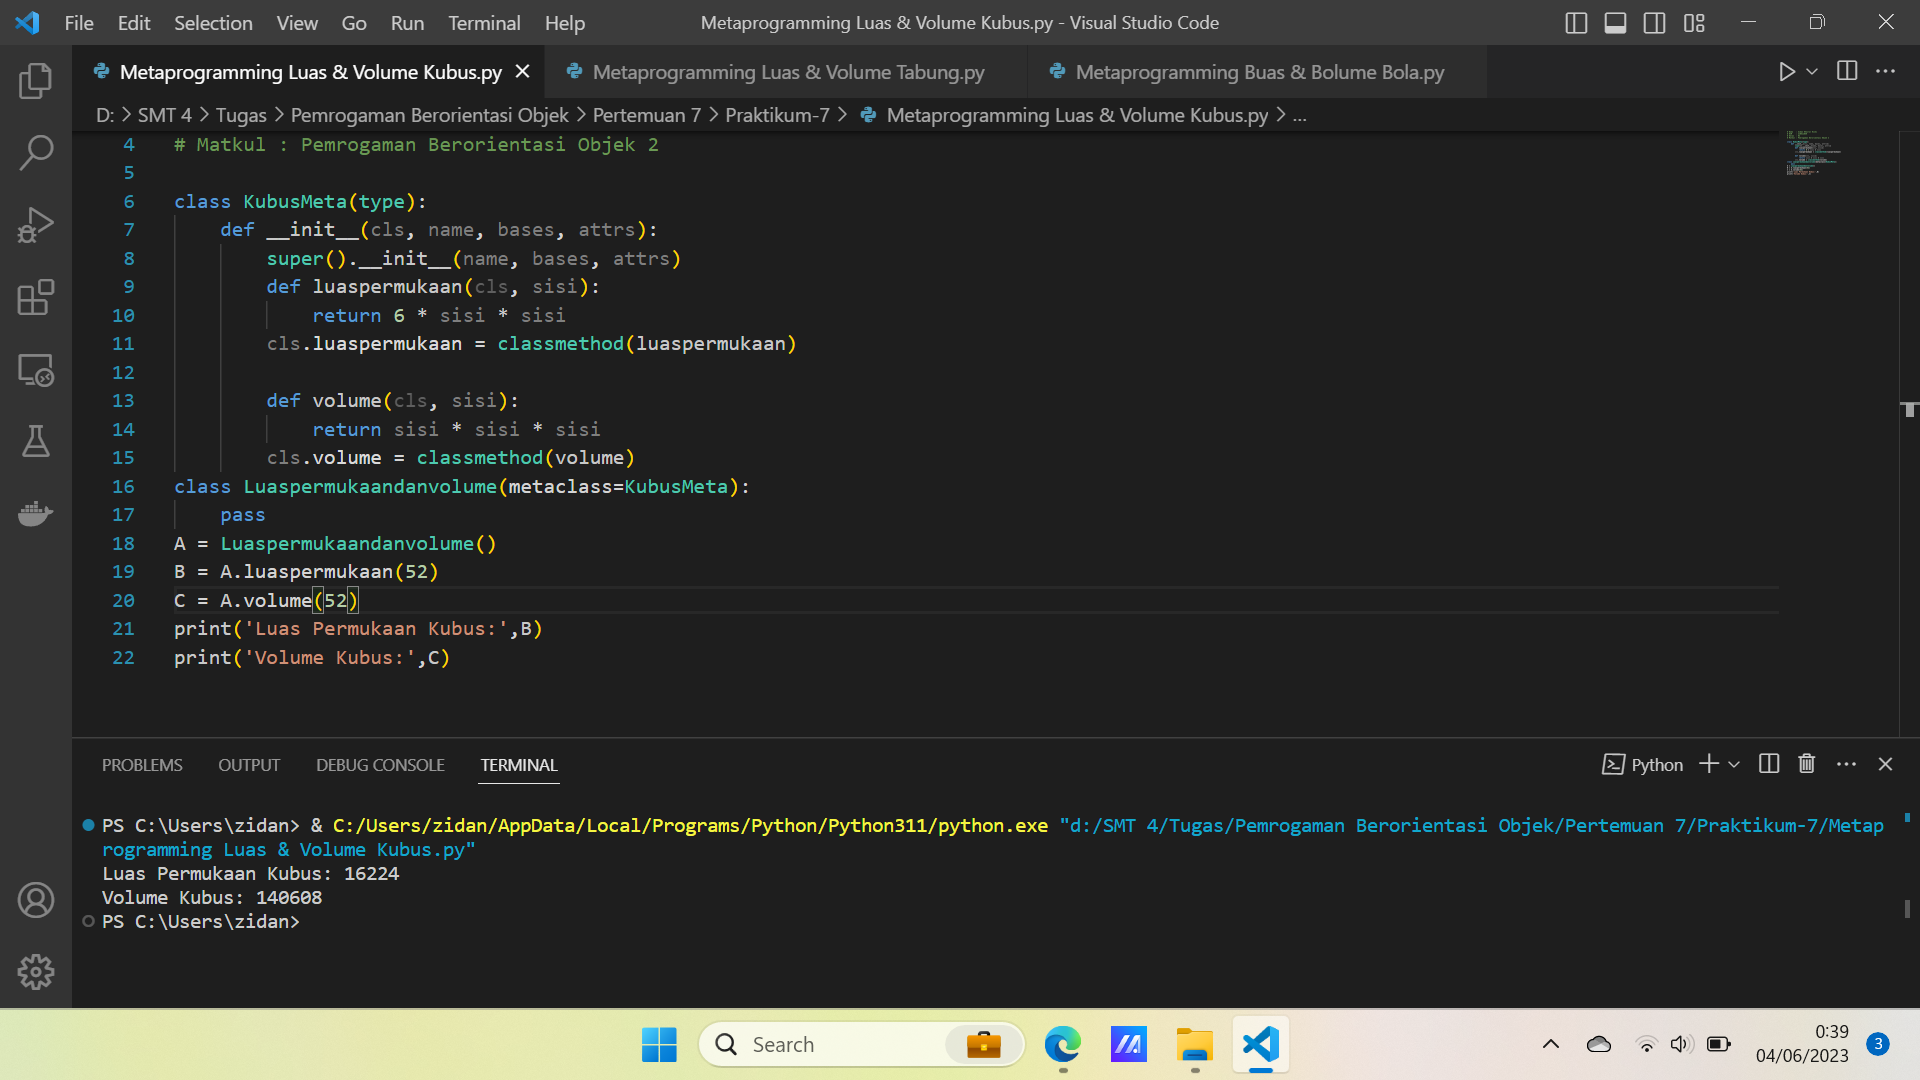 File Edit Selection View Go Run Terminal Help
Metaprogramming Luas & Volume Kubus.py - Visual Studio Code
Metaprogramming Luas & Volume Kubus.py
Metaprogramming Luas & Volume Tabung.py
Metaprogramming Buas & Bolume Bola.py
D: > SMT 4 > Tugas > Pemrogaman Berorientasi Objek > Pertemuan 7 > Praktikum-7 > Metaprogramming Luas & Volume Kubus.py > ...
4 # Matkul : Pemrogaman Berorientasi Objek 2
5
6 class KubusMeta(type):
7     def __init__(cls, name, bases, attrs):
8         super().__init__(name, bases, attrs)
9         def luaspermukaan(cls, sisi):
10             return 6 * sisi * sisi
11         cls.luaspermukaan = classmethod(luaspermukaan)
12
13         def volume(cls, sisi):
14             return sisi * sisi * sisi
15         cls.volume = classmethod(volume)
16 class Luaspermukaandanvolume(metaclass=KubusMeta):
17     pass
18 A = Luaspermukaandanvolume()
19 B = A.luaspermukaan(52)
20 C = A.volume(52)
21 print('Luas Permukaan Kubus:',B)
22 print('Volume Kubus:',C)
PROBLEMS OUTPUT DEBUG CONSOLE TERMINAL
Python
PS C:\Users\zidan> & C:/Users/zidan/AppData/Local/Programs/Python/Python311/python.exe "d:/SMT 4/Tugas/Pemrogaman Berorientasi Objek/Pertemuan 7/Praktikum-7/Metap
rogramming Luas & Volume Kubus.py"
Luas Permukaan Kubus: 16224
Volume Kubus: 140608
PS C:\Users\zidan>
Search
0:39
04/06/2023
3